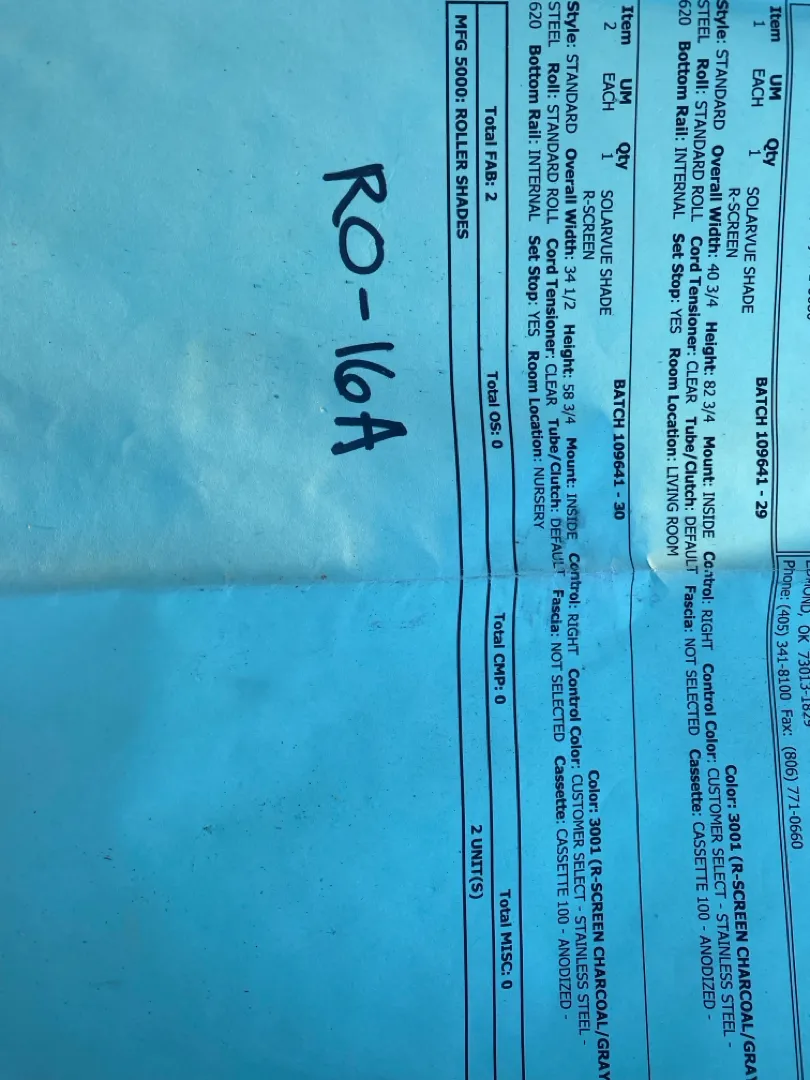 EDMOND, OK 73013-1829
Phone: (405) 341-8100 Fax: (806) 771-0660
Item UM Qty
1 EACH 1 SOLARVUE SHADE BATCH 109641 - 29 Color: 3001 (R-SCREEN CHARCOAL/GRAY
R-SCREEN
Style: STANDARD Overall Width: 40 3/4 Height: 82 3/4 Mount: INSIDE Control: RIGHT Control Color: CUSTOMER SELECT - STAINLESS STEEL -
STEEL Roll: STANDARD ROLL Cord Tensioner: CLEAR Tube/Clutch: DEFAULT Fascia: NOT SELECTED Cassette: CASSETTE 100 - ANODIZED -
620 Bottom Rail: INTERNAL Set Stop: YES Room Location: LIVING ROOM
Item UM Qty
2 EACH 1 SOLARVUE SHADE BATCH 109641 - 30 Color: 3001 (R-SCREEN CHARCOAL/GRAY
R-SCREEN
Style: STANDARD Overall Width: 34 1/2 Height: 58 3/4 Mount: INSIDE Control: RIGHT Control Color: CUSTOMER SELECT - STAINLESS STEEL -
STEEL Roll: STANDARD ROLL Cord Tensioner: CLEAR Tube/Clutch: DEFAULT Fascia: NOT SELECTED Cassette: CASSETTE 100 - ANODIZED -
620 Bottom Rail: INTERNAL Set Stop: YES Room Location: NURSERY
Total FAB: 2 Total OS: 0 Total CMP: 0 Total MISC: 0
MFG 5000: ROLLER SHADES 2 UNIT(S)
RO-16A